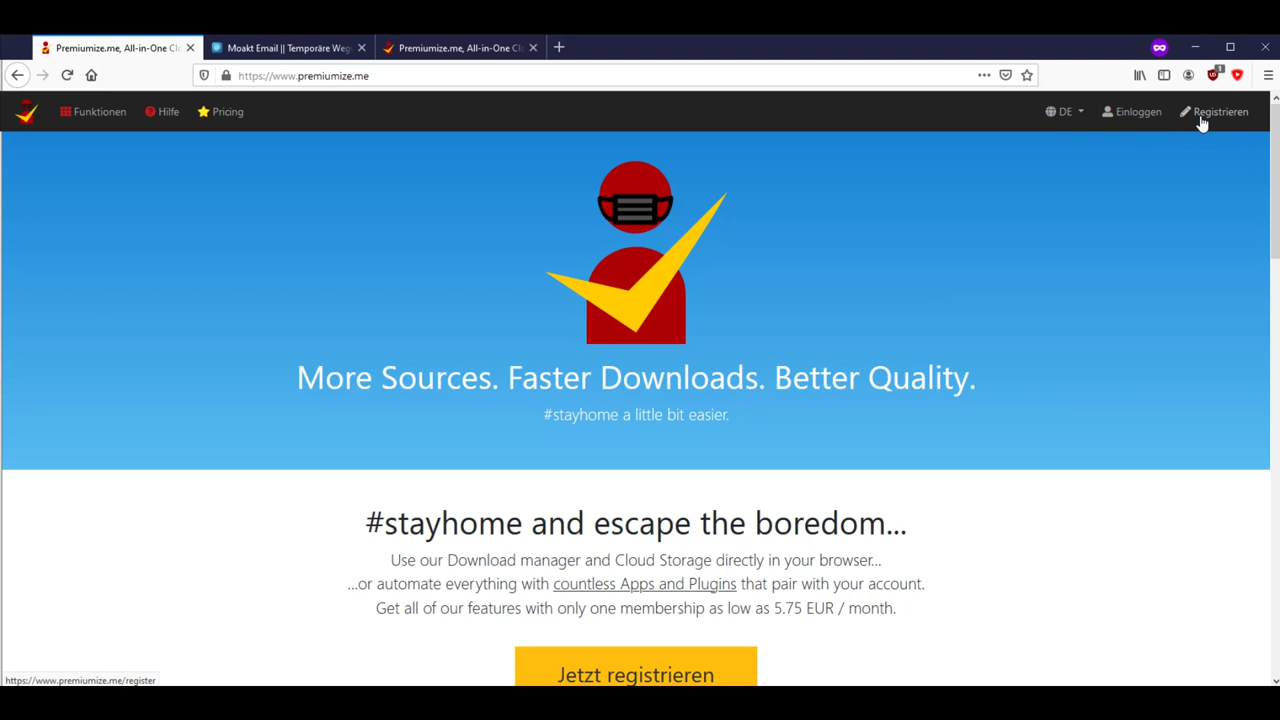 Premiumize.me, All-in-One Clo
Moakt Email || Temporäre Weg
Premiumize.me, All-in-One Clo
https://www.premiumize.me
1
Funktionen
Hilfe
Pricing
DE
Einloggen
Registrieren
More Sources. Faster Downloads. Better Quality.
#stayhome a little bit easier.
#stayhome and escape the boredom...
Use our Download manager and Cloud Storage directly in your browser...
...or automate everything with countless Apps and Plugins that pair with your account.
Get all of our features with only one membership as low as 5.75 EUR / month.
Jetzt registrieren
https://www.premiumize.me/register